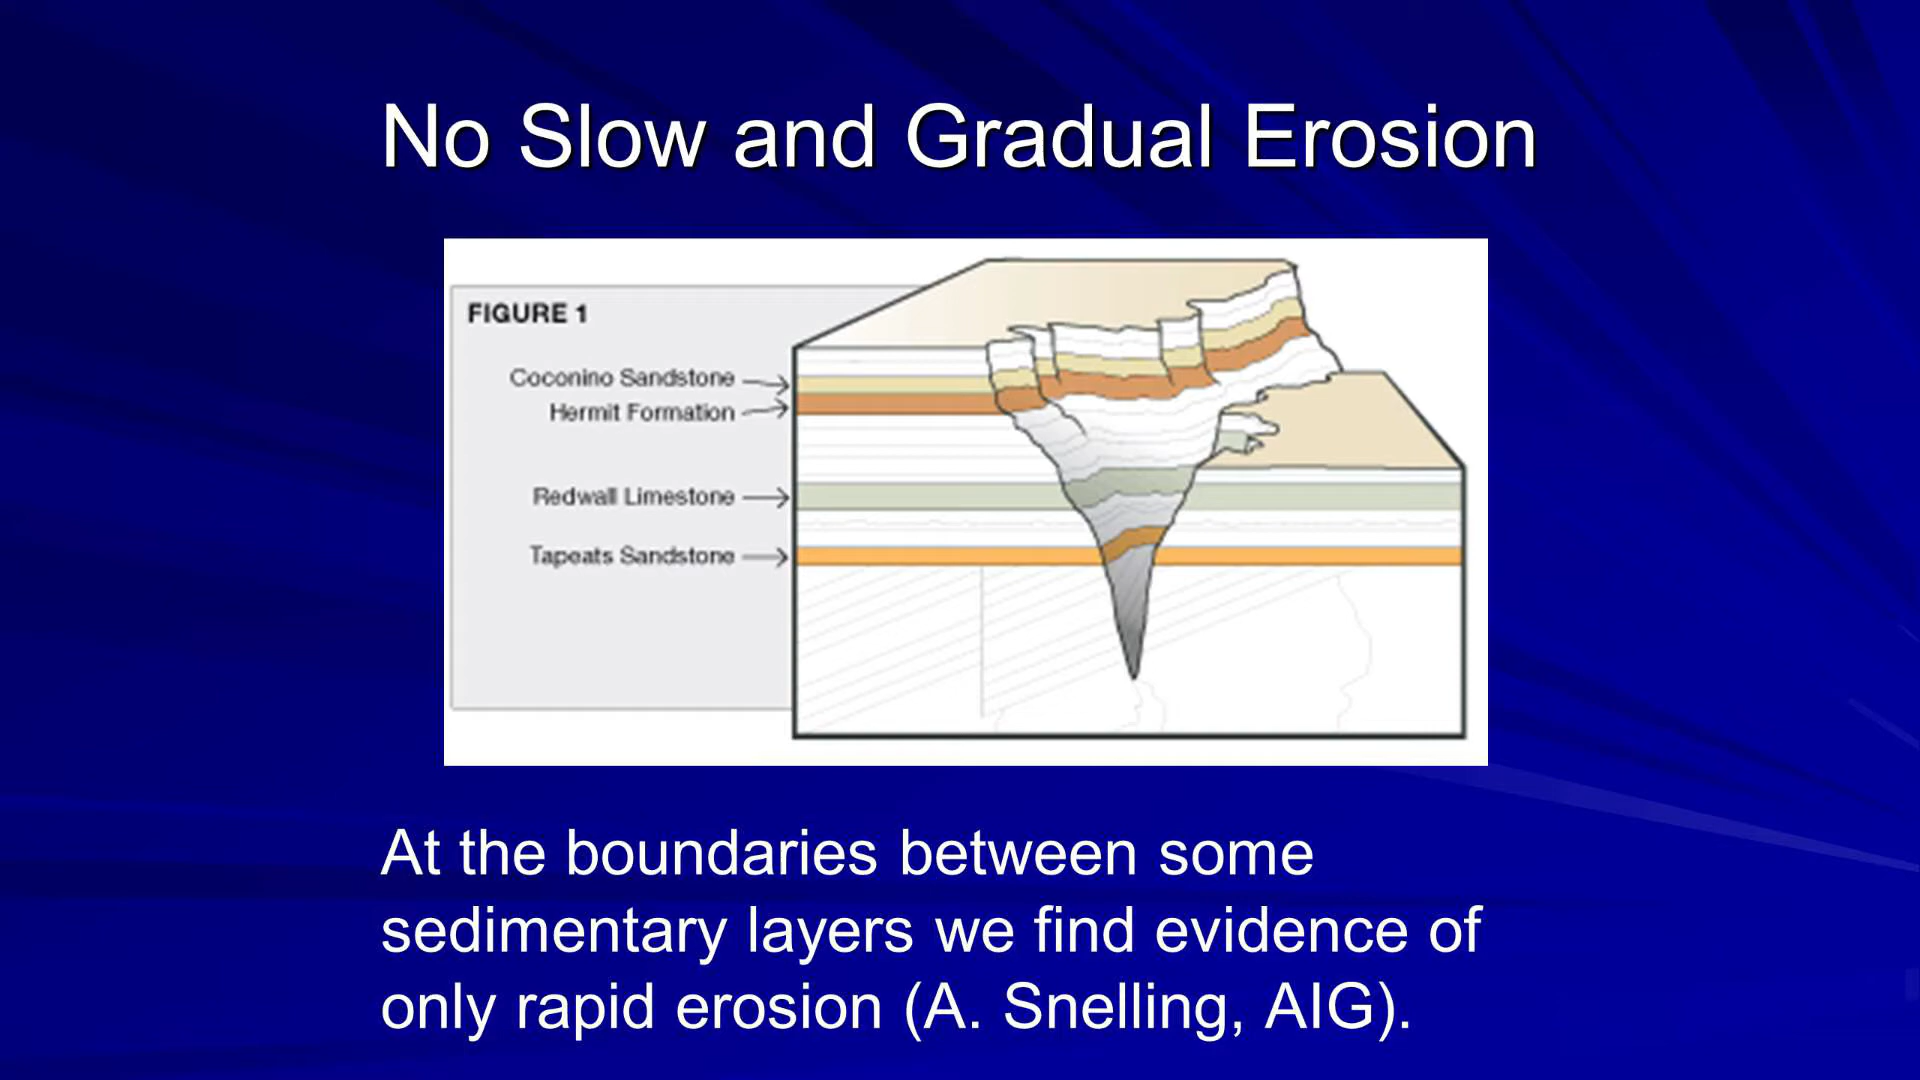 No Slow and Gradual Erosion
FIGURE 1
Coconino Sandstone
Hermit Formation
Redwall Limestone
Tapeats Sandstone
At the boundaries between some
sedimentary layers we find evidence of
only rapid erosion (A. Snelling, AIG).